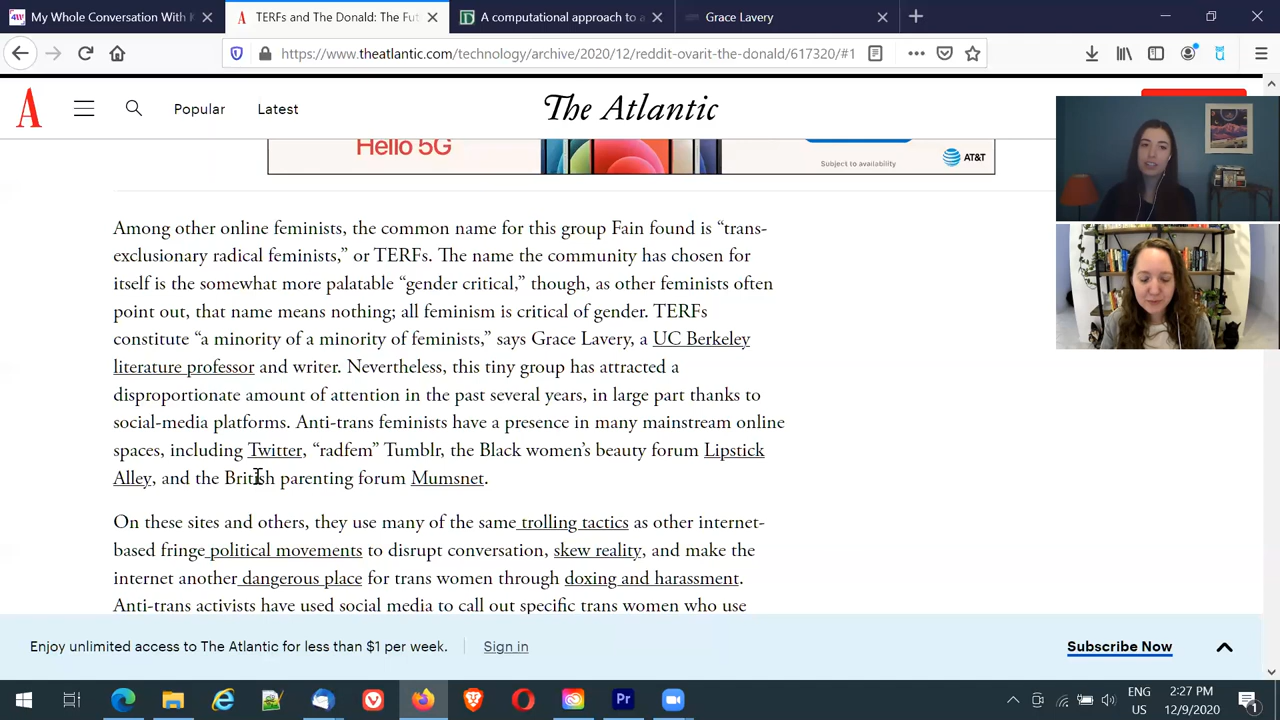 My Whole Conversation With K
TERFs and The Donald: The Fut
A computational approach to a
Grace Lavery
https://www.theatlantic.com/technology/archive/2020/12/reddit-ovarit-the-donald/617320/#1
A
Popular
Latest
The Atlantic
Hello 5G
Subject to availability
AT&T
Among other online feminists, the common name for this group Fain found is “trans-
exclusionary radical feminists,” or TERFs. The name the community has chosen for
itself is the somewhat more palatable “gender critical,” though, as other feminists often
point out, that name means nothing; all feminism is critical of gender. TERFs
constitute “a minority of a minority of feminists,” says Grace Lavery, a UC Berkeley
literature professor and writer. Nevertheless, this tiny group has attracted a
disproportionate amount of attention in the past several years, in large part thanks to
social-media platforms. Anti-trans feminists have a presence in many mainstream online
spaces, including Twitter, “radfem” Tumblr, the Black women’s beauty forum Lipstick
Alley, and the British parenting forum Mumsnet.
On these sites and others, they use many of the same trolling tactics as other internet-
based fringe political movements to disrupt conversation, skew reality, and make the
internet another dangerous place for trans women through doxing and harassment.
Anti-trans activists have used social media to call out specific trans women who use
Enjoy unlimited access to The Atlantic for less than $1 per week.
Sign in
Subscribe Now
Pr
ENG
US
2:27 PM
12/9/2020
1